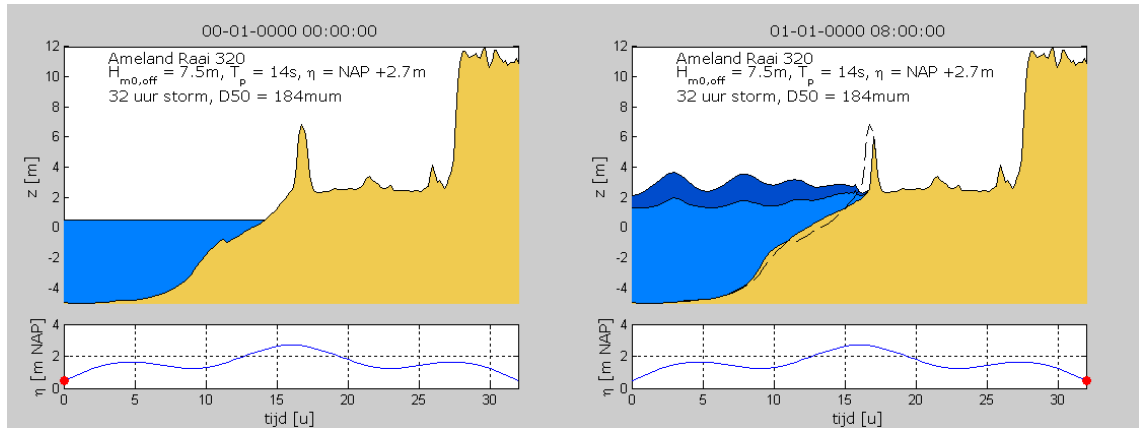 00-01-0000 00:00:00
12
10
8
6
4
2
0
-2
-4
z [m]
Ameland Raai 320
H_m0,off = 7.5m, T_p = 14s, η = NAP +2.7m
32 uur storm, D50 = 184mum
4
2
0
η [m NAP]
0 5 10 15 20 25 30
tijd [u]
01-01-0000 08:00:00
12
10
8
6
4
2
0
-2
-4
z [m]
Ameland Raai 320
H_m0,off = 7.5m, T_p = 14s, η = NAP +2.7m
32 uur storm, D50 = 184mum
4
2
0
η [m NAP]
0 5 10 15 20 25 30
tijd [u]